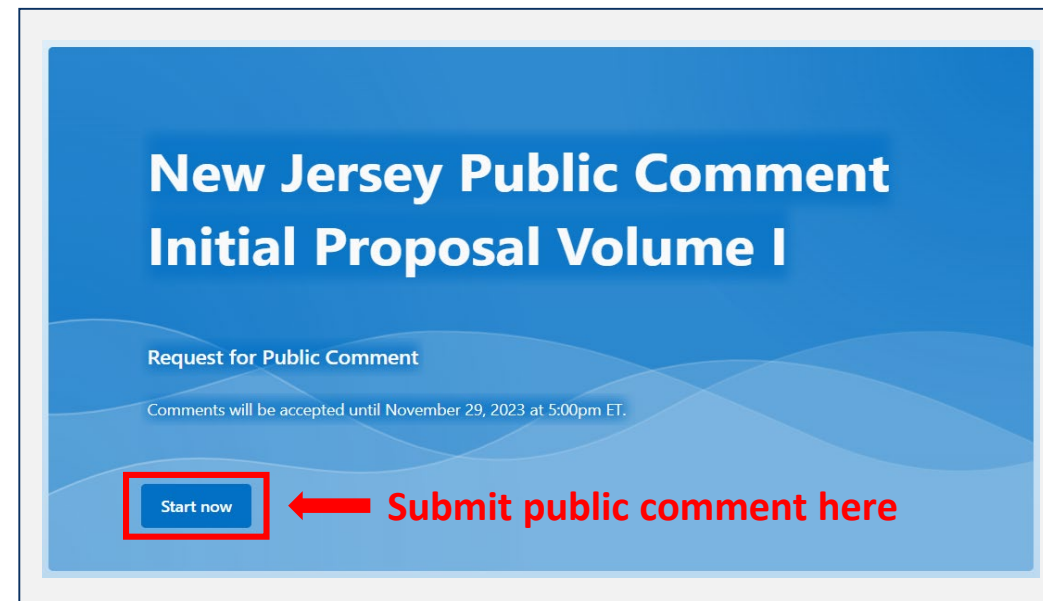 New Jersey Public Comment
Initial Proposal Volume I
Request for Public Comment
Comments will be accepted until November 29, 2023 at 5:00pm ET.
Start now
Submit public comment here